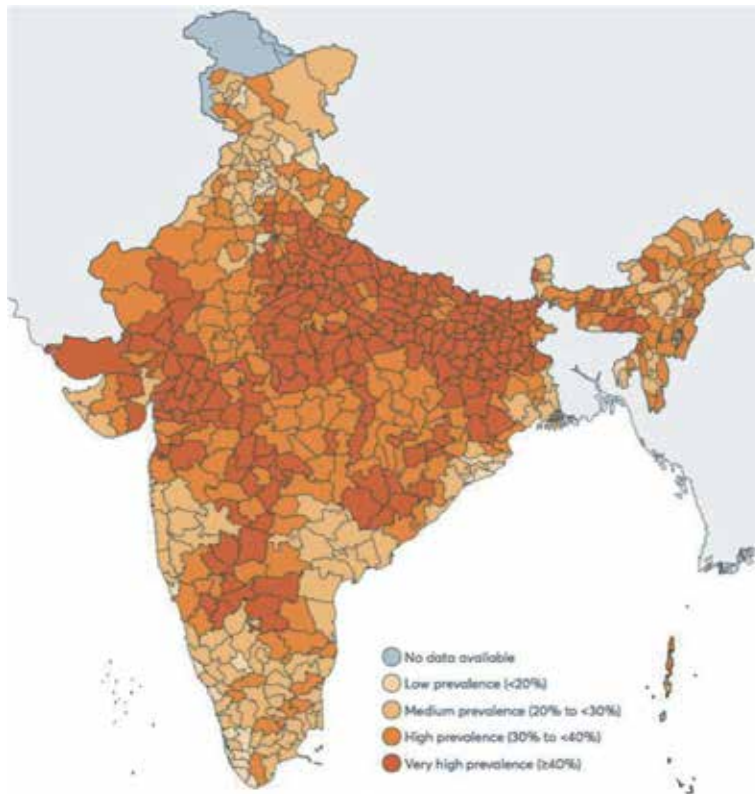 No data available
Low prevalence (<20%)
Medium prevalence (20% to <30%)
High prevalence (30% to <40%)
Very high prevalence (≥40%)